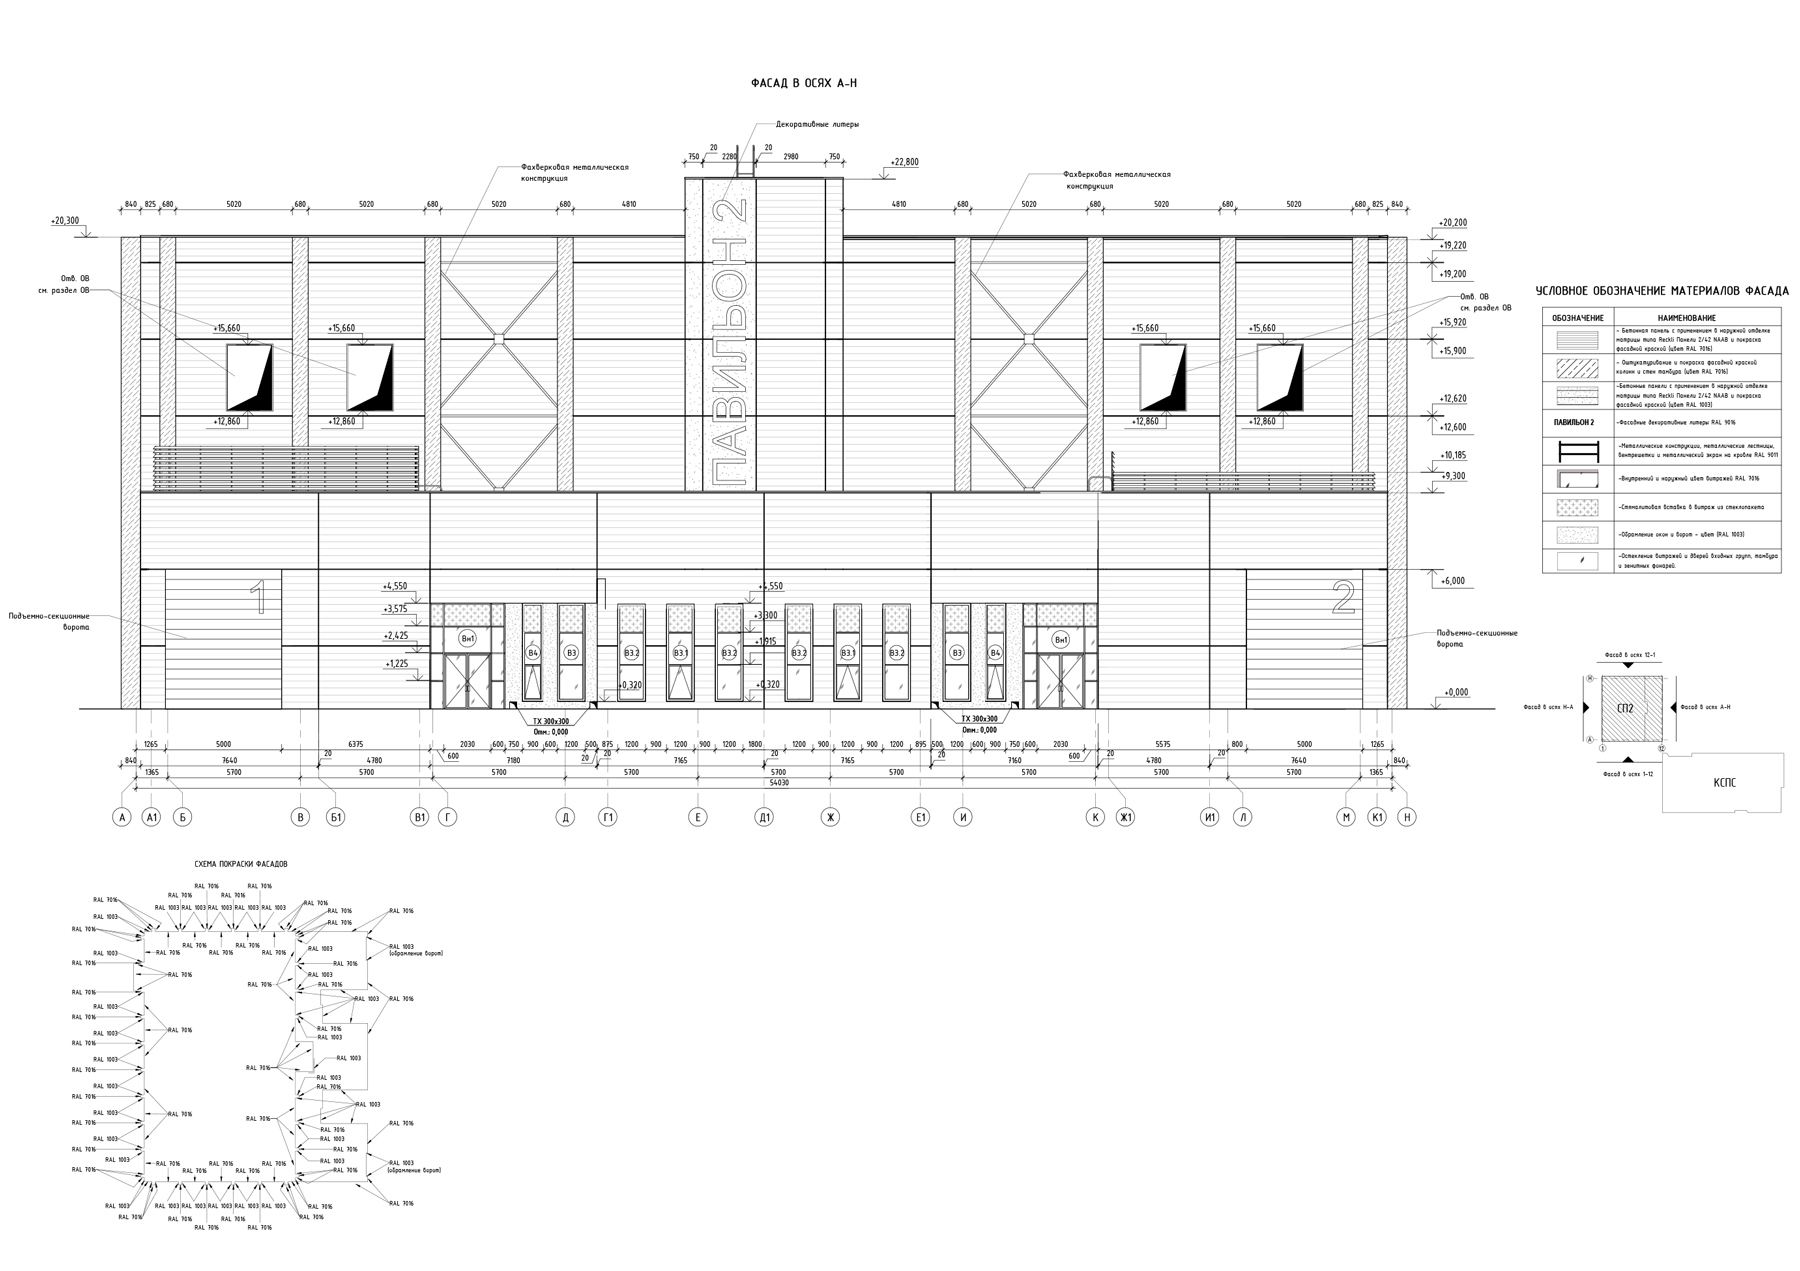 ФАСАД В ОСЯХ А-Н
Декоративные литеры
20
20
750
2280
2980
750
+22,800
Фахверковая металлическая
конструкция
Фахверковая металлическая
конструкция
840 825 680 5020 680 5020 680 5020 680 4810
4810 680 5020 680 5020 680 5020 680 825 840
+20,300
+20,200
+19,220
+19,200
Отв. ОВ
см. раздел ОВ
Отв. ОВ
см. раздел ОВ
+15,660
+15,660
+15,660
+15,660
+15,920
+15,900
ПАВИЛЬОН 2
+12,860
+12,860
+12,860
+12,860
+12,620
+12,600
+10,185
+9,300
+6,000
1
2
+4,550
+3,575
+2,425
+1,225
+4,550
+3,300
+1,915
+0,320
+0,320
Подъемно-секционные
ворота
Подъемно-секционные
ворота
Вн1
В4
В3
В3.2
В3.1
В3.2
В3.2
В3.1
В3.2
В3
В4
Вн1
+0,000
ТХ 300х300
Отм.: 0,000
ТХ 300х300
Отм.: 0,000
1265 5000 6375 2030 600 750 900 600 1200 500 875 1200 900 1200 900 1200 1800 1200 900 1200 900 1200 895 500 1200 600 900 750 600 2030 5575 800 5000 1265
20 600 20 20 20 20 600 20 20
840 7640 4780 7180 7165 7165 7160 4780 7640 840
1365 5700 5700 5700 5700 5700 5700 5700 5700 5700 1365
54030
А А1 Б В Б1 В1 Г Д Г1 Е Д1 Ж Е1 И К Ж1 И1 Л М К1 Н
УСЛОВНОЕ ОБОЗНАЧЕНИЕ МАТЕРИАЛОВ ФАСАДА
ОБОЗНАЧЕНИЕ
НАИМЕНОВАНИЕ
- Бетонная панель с применением в наружной отделке
матрицы типа Reckli Панели 2/42 NAAB и покраска
фасадной краской (цвет RAL 7016)
- Оштукатуривание и покраска фасадной краской
колонн и стен тамбура (цвет RAL 7016)
-Бетонные панели с применением в наружной отделке
матрицы типа Reckli Панели 2/42 NAAB и покраска
фасадной краской (цвет RAL 1003)
ПАВИЛЬОН 2
-Фасадные декоративные литеры RAL 9016
-Металлические конструкции, металлические лестницы,
вентрешетки и металлический экран на кровле RAL 9011
-Внутренний и наружный цвет витражей RAL 7016
-Стемалитовая вставка в витраж из стеклопакета
-Обрамление окон и ворот - цвет (RAL 1003)
-Остекление витражей и дверей входных групп, тамбура
и зенитных фонарей.
Фасад в осях 12-1
Фасад в осях Н-А
Н
СП2
Фасад в осях А-Н
А
1
12
Фасад в осях 1-12
КСПС
СХЕМА ПОКРАСКИ ФАСАДОВ
RAL 7016
RAL 7016
RAL 7016
RAL 7016
RAL 7016
RAL 1003
RAL 1003
RAL 1003
RAL 1003
RAL 1003
RAL 7016
RAL 1003
RAL 7016
RAL 7016
RAL 7016
RAL 7016
RAL 7016
RAL 1003
(обрамление ворот)
RAL 7016
RAL 1003
RAL 7016
RAL 1003
RAL 7016
RAL 1003
RAL 7016
RAL 1003
RAL 7016
RAL 7016
RAL 1003
RAL 7016
RAL 1003
RAL 7016
RAL 1003
RAL 7016
RAL 1003
RAL 7016
RAL 1003
RAL 7016
RAL 1003
RAL 7016
RAL 1003
(обрамление ворот)
RAL 7016
RAL 1003
RAL 7016